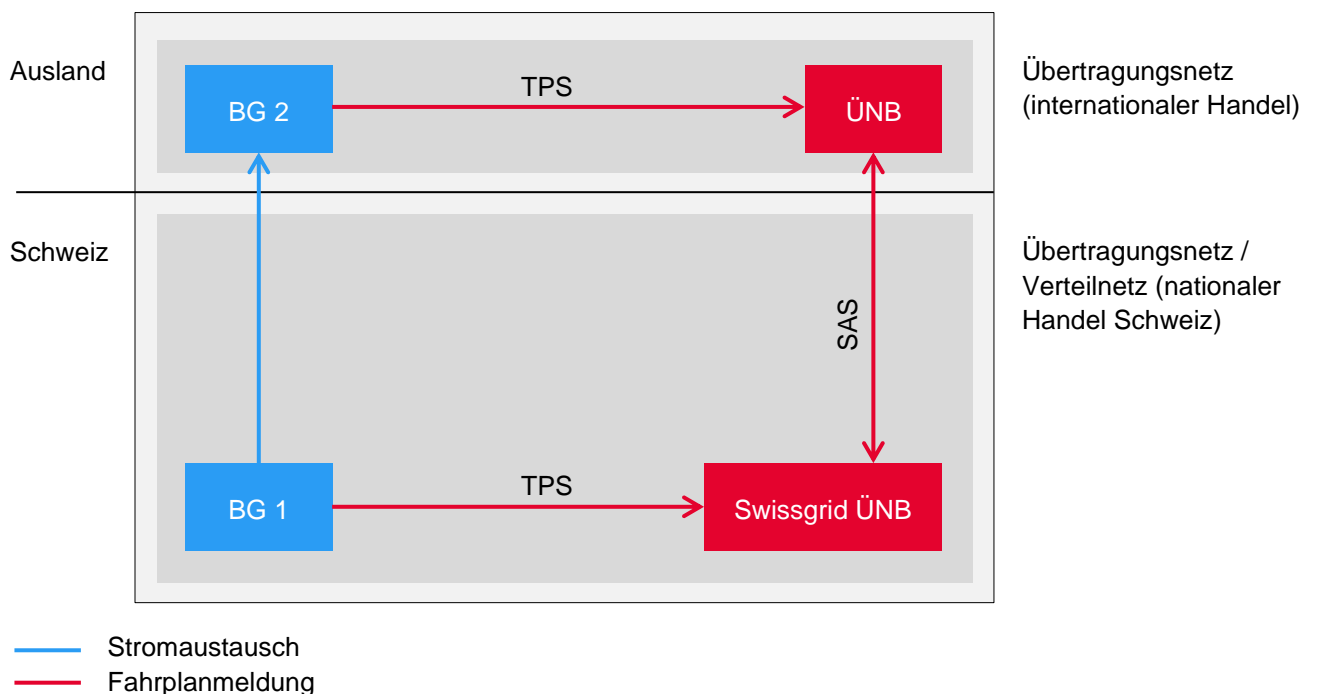 Ausland
BG 2
TPS
ÜNB
Übertragungsnetz
(internationaler Handel)
Schweiz
Übertragungsnetz /
Verteilnetz (nationaler
Handel Schweiz)
SAS
BG 1
TPS
Swissgrid ÜNB
Stromaustausch
Fahrplanmeldung